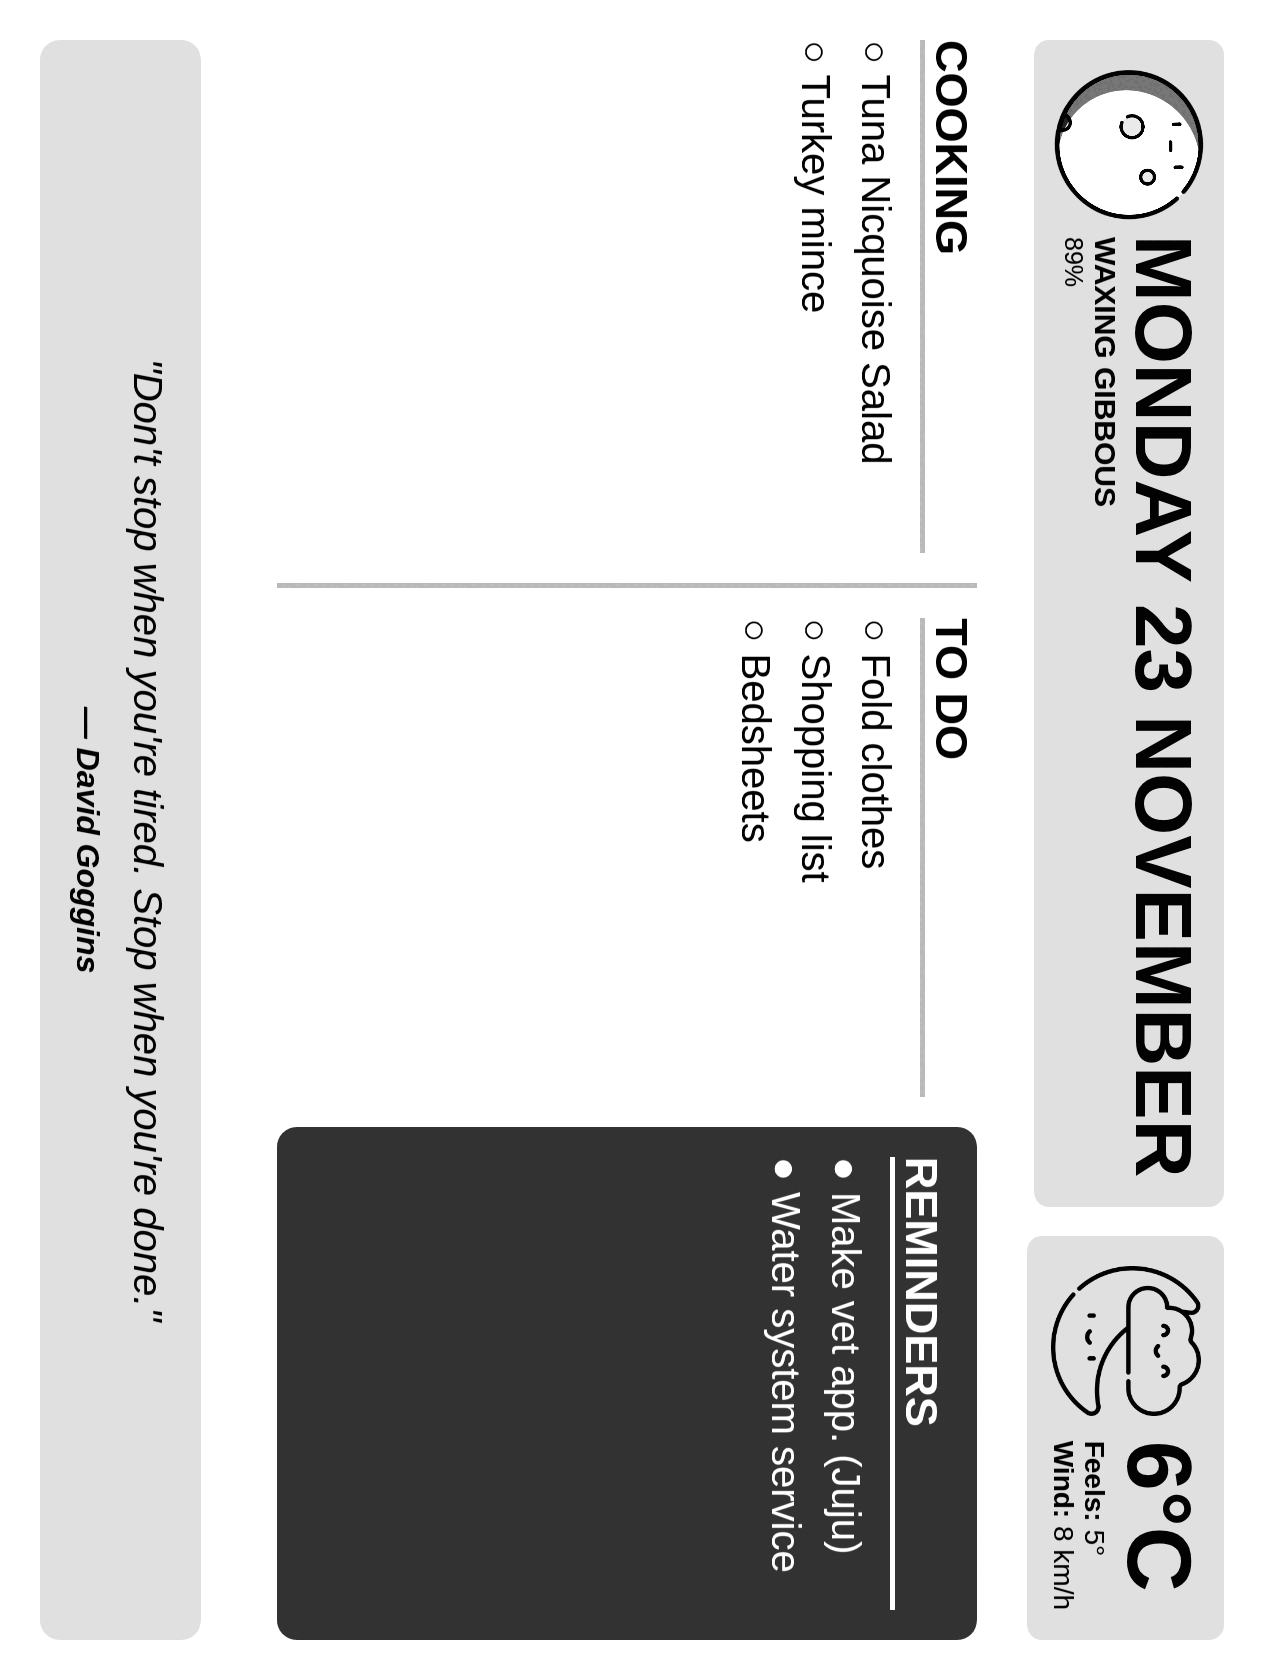 MONDAY 23 NOVEMBER
WAXING GIBBOUS
89%
6°C
Feels: 5°
Wind: 8 km/h
COOKING
○ Tuna Nicquoise Salad
○ Turkey mince
TO DO
○ Fold clothes
○ Shopping list
○ Bedsheets
REMINDERS
● Make vet app. (Juju)
● Water system service
"Don't stop when you're tired. Stop when you're done."
— David Goggins